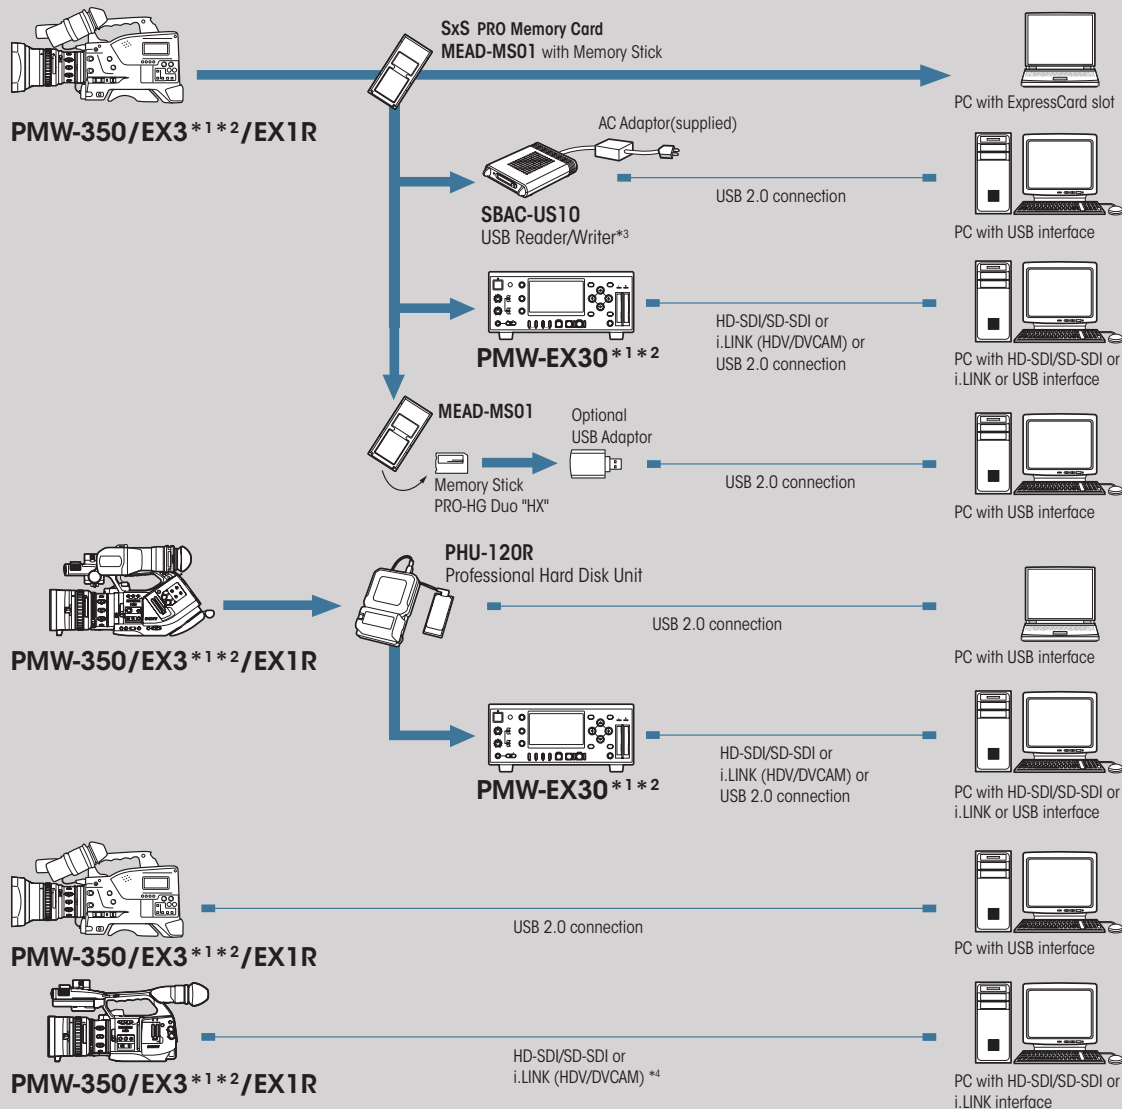 SxS PRO Memory Card
MEAD-MS01 with Memory Stick
PC with ExpressCard slot
PMW-350/EX3*1*2/EX1R
AC Adaptor(supplied)
USB 2.0 connection
SBAC-US10
USB Reader/Writer*3
PC with USB interface
HD-SDI/SD-SDI or
i.LINK (HDV/DVCAM) or
USB 2.0 connection
PMW-EX30*1*2
PC with HD-SDI/SD-SDI or
i.LINK or USB interface
MEAD-MS01
Optional
USB Adaptor
Memory Stick
PRO-HG Duo "HX"
USB 2.0 connection
PC with USB interface
PHU-120R
Professional Hard Disk Unit
USB 2.0 connection
PMW-350/EX3*1*2/EX1R
PC with USB interface
HD-SDI/SD-SDI or
i.LINK (HDV/DVCAM) or
USB 2.0 connection
PMW-EX30*1*2
PC with HD-SDI/SD-SDI or
i.LINK or USB interface
USB 2.0 connection
PMW-350/EX3*1*2/EX1R
PC with USB interface
HD-SDI/SD-SDI or
i.LINK (HDV/DVCAM) *4
PMW-350/EX3*1*2/EX1R
PC with HD-SDI/SD-SDI or
i.LINK interface